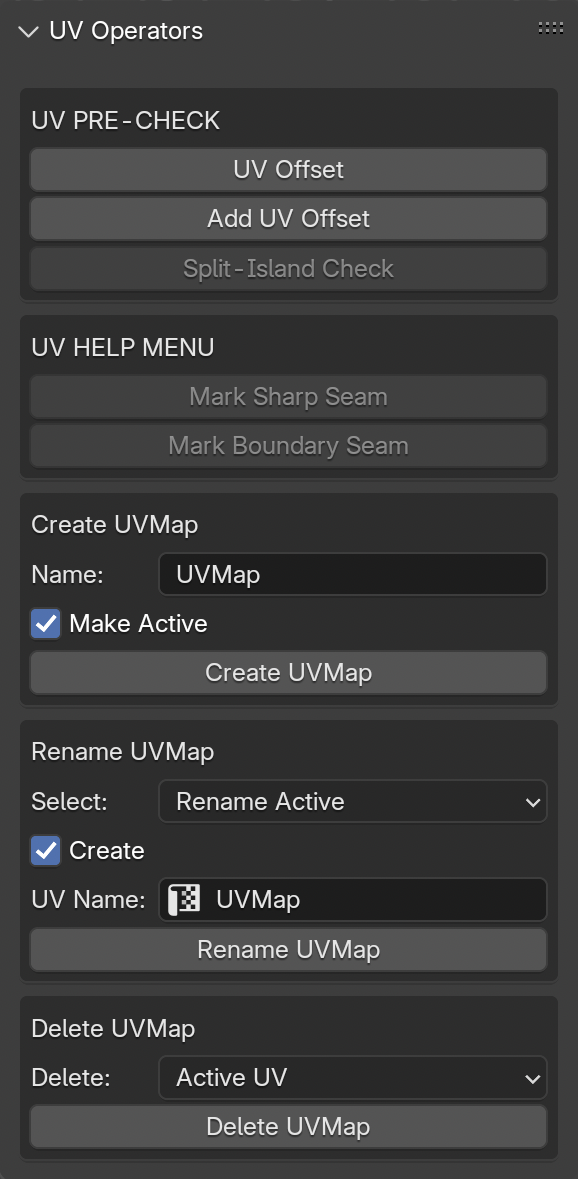 UV Operators
UV PRE-CHECK
UV Offset
Add UV Offset
Split-Island Check
UV HELP MENU
Mark Sharp Seam
Mark Boundary Seam
Create UVMap
Name: UVMap
Make Active
Create UVMap
Rename UVMap
Select: Rename Active
Create
UV Name: UVMap
Rename UVMap
Delete UVMap
Delete: Active UV
Delete UVMap